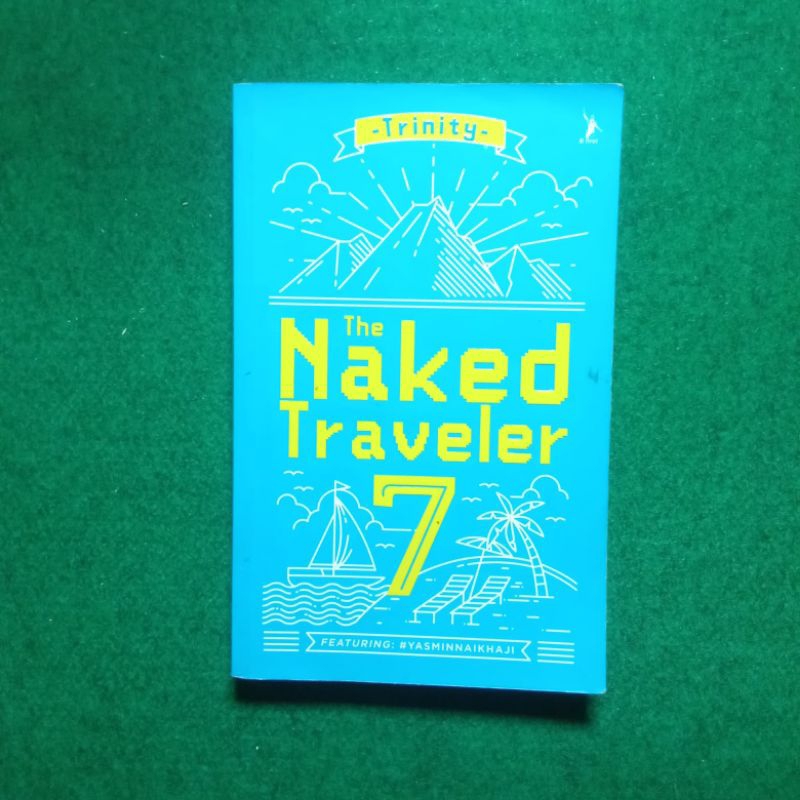 -Trinity-
The
Naked
Traveler
7
FEATURING: #YASMINNAIKHAJI